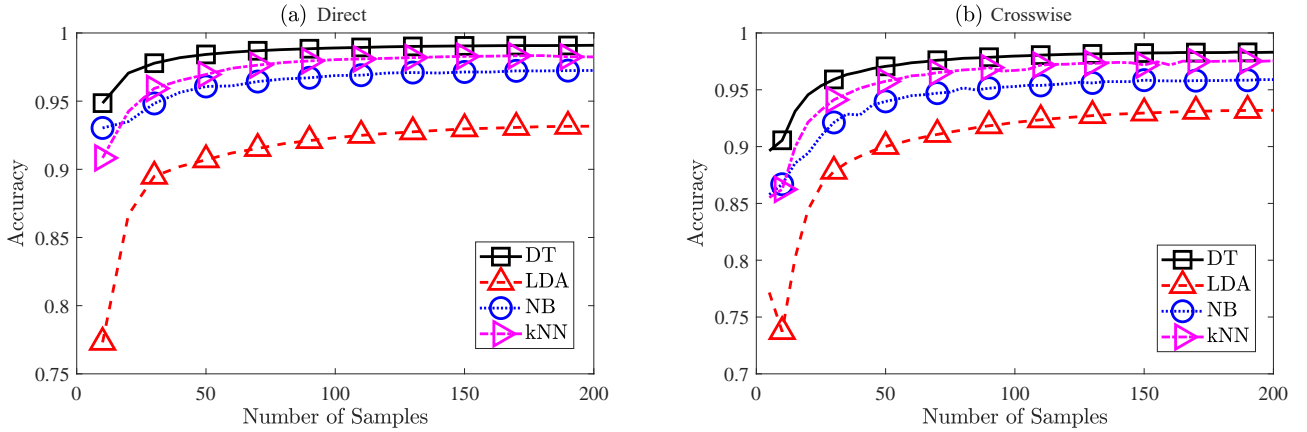 (a) Direct
1
0.95
0.9
0.85
0.8
0.75
0
50
100
150
200
Accuracy
Number of Samples
DT
LDA
NB
kNN
(b) Crosswise
1
0.95
0.9
0.85
0.8
0.75
0.7
0
50
100
150
200
Accuracy
Number of Samples
DT
LDA
NB
kNN